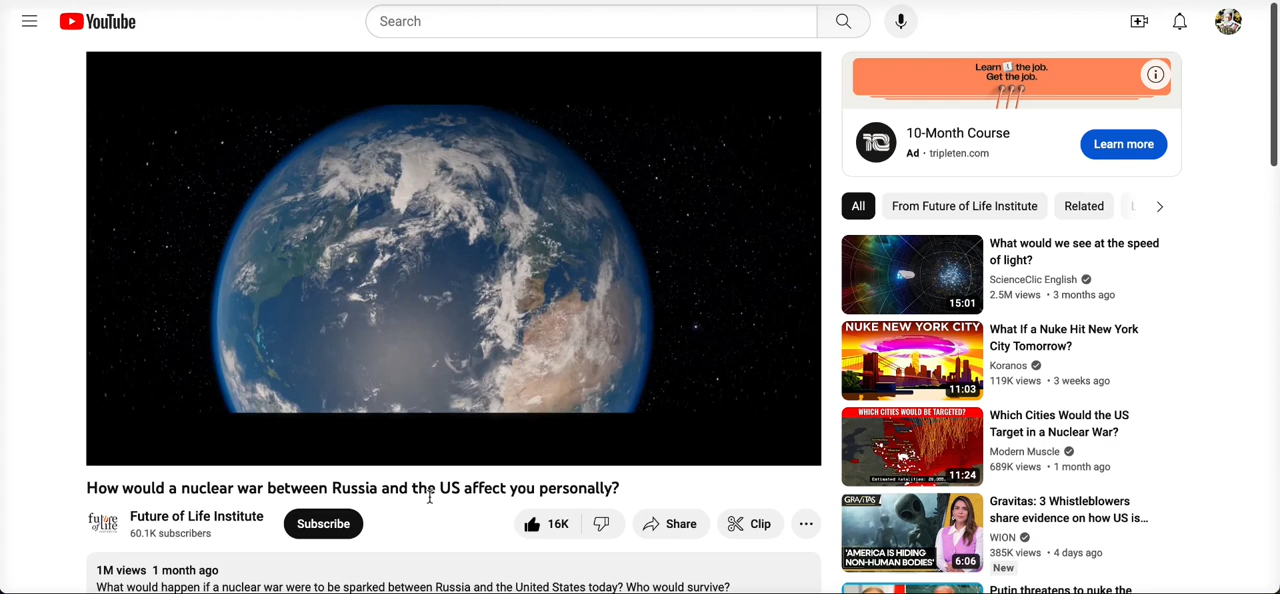 YouTube
Search
Learn the job.
Get the job.
10-Month Course
Ad · tripleten.com
Learn more
All
From Future of Life Institute
Related
What would we see at the speed
of light?
ScienceClic English
2.5M views • 3 months ago
15:01
NUKE NEW YORK CITY
11:03
What If a Nuke Hit New York
City Tomorrow?
Koranos
119K views • 3 weeks ago
WHICH CITIES WOULD BE TARGETED?
11:24
Which Cities Would the US
Target in a Nuclear War?
Modern Muscle
689K views • 1 month ago
GRAVITAS
'AMERICA IS HIDING
NON-HUMAN BODIES'
6:06
Gravitas: 3 Whistleblowers
share evidence on how US is...
WION
385K views • 4 days ago
New
Putin threatens to nuke the
How would a nuclear war between Russia and the US affect you personally?
future of life
Future of Life Institute
60.1K subscribers
Subscribe
16K
Share
Clip
1M views 1 month ago
What would happen if a nuclear war were to be sparked between Russia and the United States today? Who would survive?